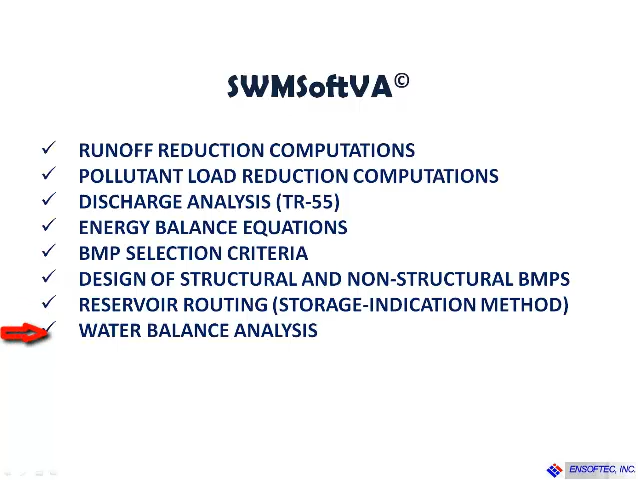 SWMSoftVA©
RUNOFF REDUCTION COMPUTATIONS
POLLUTANT LOAD REDUCTION COMPUTATIONS
DISCHARGE ANALYSIS (TR-55)
ENERGY BALANCE EQUATIONS
BMP SELECTION CRITERIA
DESIGN OF STRUCTURAL AND NON-STRUCTURAL BMPS
RESERVOIR ROUTING (STORAGE-INDICATION METHOD)
WATER BALANCE ANALYSIS
ENSOFTEC, INC.